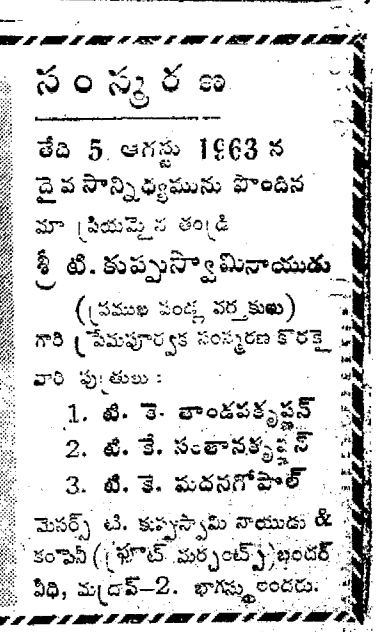 సంస్మరణ
తేది 5 ఆగస్టు 1963 న
దైవ సాన్నిధ్యమును పొందిన
మా ప్రియమైన తండ్రి
శ్రీ టి. కుప్పుస్వామినాయుడు
(ప్రముఖ పండ్ల వర్తకులు)
గారి ప్రేమపూర్వక సంస్మరణ కొరకై
వారి పుత్రులు :
1. టి. కె. తాండవకృష్ణన్
2. టి. కే. సంతానకృష్ణన్
3. టి. కే. మదనగోపాల్
మెసర్స్ టి. కుప్పుస్వామి నాయుడు &
కంపెనీ (ఫ్రూట్ మర్చంట్స్) బందర్
వీధి, మద్రాస్–2. భాగస్థులందరు.